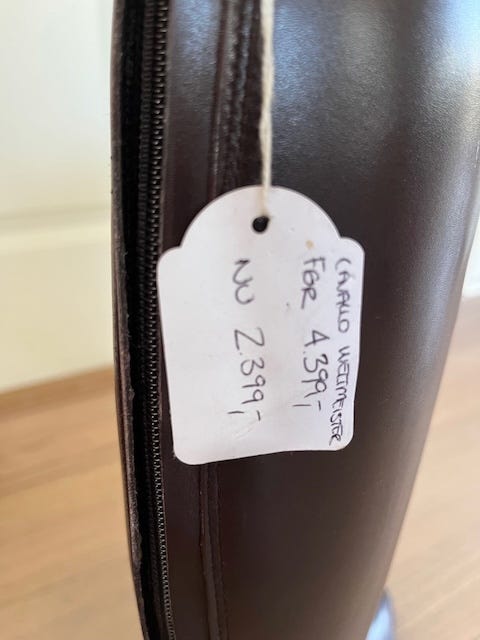 CAVALLO WELTMEISTER
FØR 4.399,-
NU 2.399,-